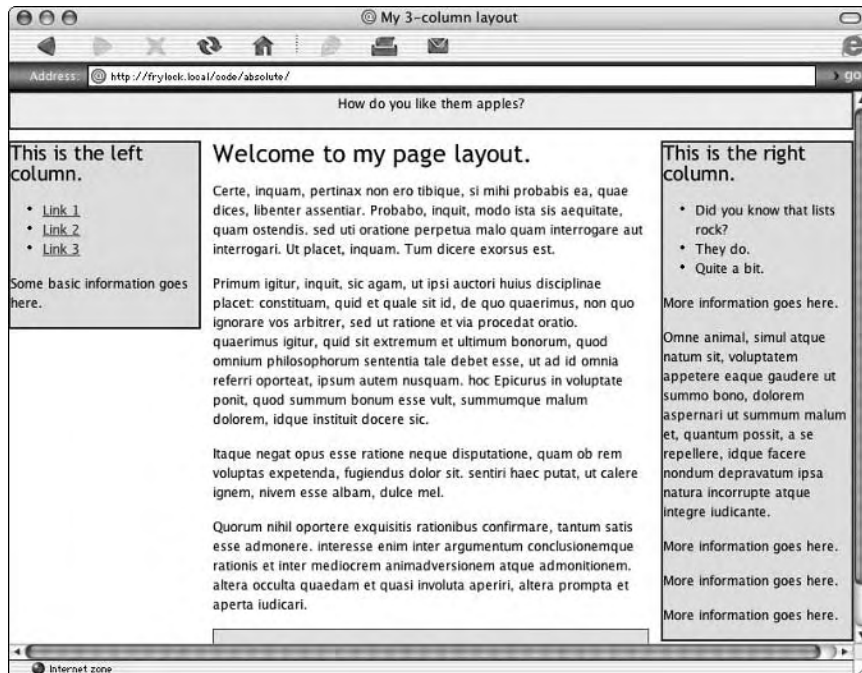 My 3-column layout
Address: http://frylock.local/code/absolute/ go
How do you like them apples?
This is the left
column.
• Link 1
• Link 2
• Link 3
Some basic information goes
here.
Welcome to my page layout.
Certe, inquam, pertinax non ero tibique, si mihi probabis ea, quae
dices, libenter assentiar. Probabo, inquit, modo ista sis aequitate,
quam ostendis. sed uti oratione perpetua malo quam interrogare aut
interrogari. Ut placet, inquam. Tum dicere exorsus est.
Primum igitur, inquit, sic agam, ut ipsi auctori huius disciplinae
placet: constituam, quid et quale sit id, de quo quaerimus, non quo
ignorare vos arbitrer, sed ut ratione et via procedat oratio.
quaerimus igitur, quid sit extremum et ultimum bonorum, quod
omnium philosophorum sententia tale debet esse, ut ad id omnia
referri oporteat, ipsum autem nusquam. hoc Epicurus in voluptate
ponit, quod summum bonum esse vult, summumque malum
dolorem, idque instituit docere sic.
Itaque negat opus esse ratione neque disputatione, quam ob rem
voluptas expetenda, fugiendus dolor sit. sentiri haec putat, ut calere
ignem, nivem esse albam, dulce mel.
Quorum nihil oportere exquisitis rationibus confirmare, tantum satis
esse admonere. interesse enim inter argumentum conclusionemque
rationis et inter mediocrem animadversionem atque admonitionem.
altera occulta quaedam et quasi involuta aperiri, altera prompta et
aperta iudicari.
This is the right
column.
• Did you know that lists
rock?
• They do.
• Quite a bit.
More information goes here.
Omne animal, simul atque
natum sit, voluptatem
appetere eaque gaudere ut
summo bono, dolorem
aspernari ut summum malum
et, quantum possit, a se
repellere, idque facere
nondum depravatum ipsa
natura incorrupte atque
integre iudicante.
More information goes here.
More information goes here.
More information goes here.
Internet zone